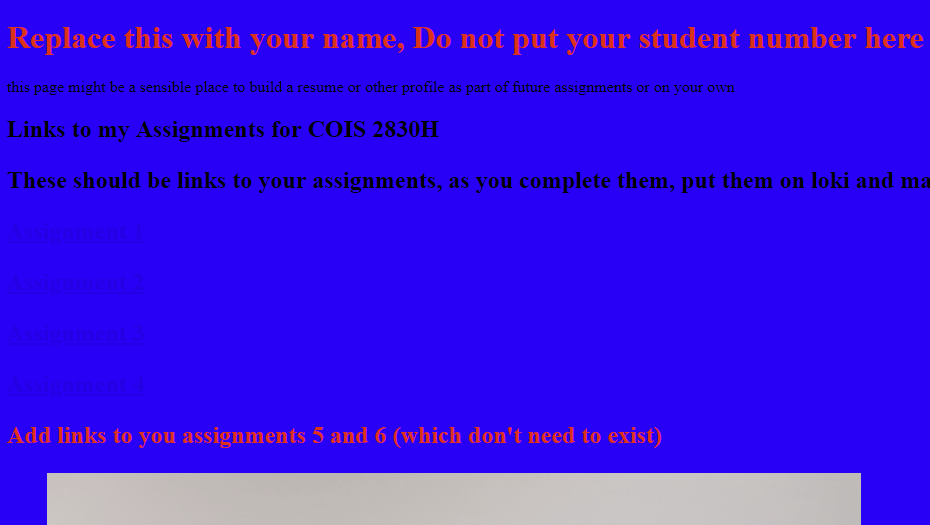 Replace this with your name, Do not put your student number here
this page might be a sensible place to build a resume or other profile as part of future assignments or on your own
Links to my Assignments for COIS 2830H
These should be links to your assignments, as you complete them, put them on loki and
Assignment 1
Assignment 2
Assignment 3
Assignment 4
Add links to you assignments 5 and 6 (which don't need to exist)